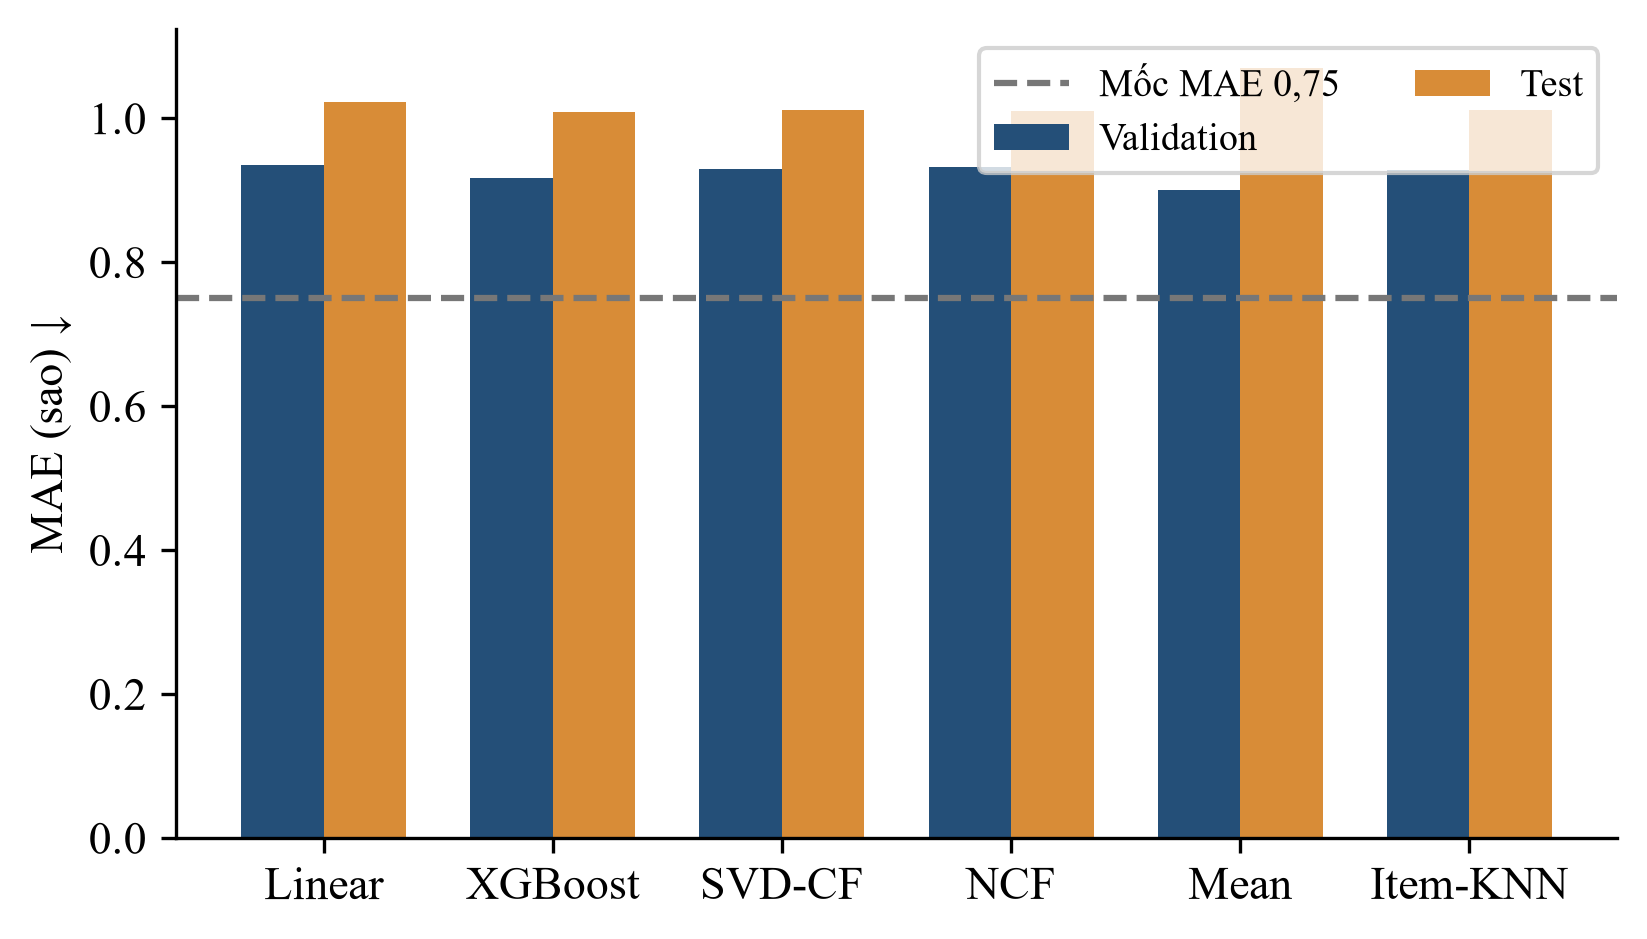 Mốc MAE 0,75
Validation
Test
MAE (sao) ↓
1.0
0.8
0.6
0.4
0.2
0.0
Linear XGBoost SVD-CF NCF Mean Item-KNN